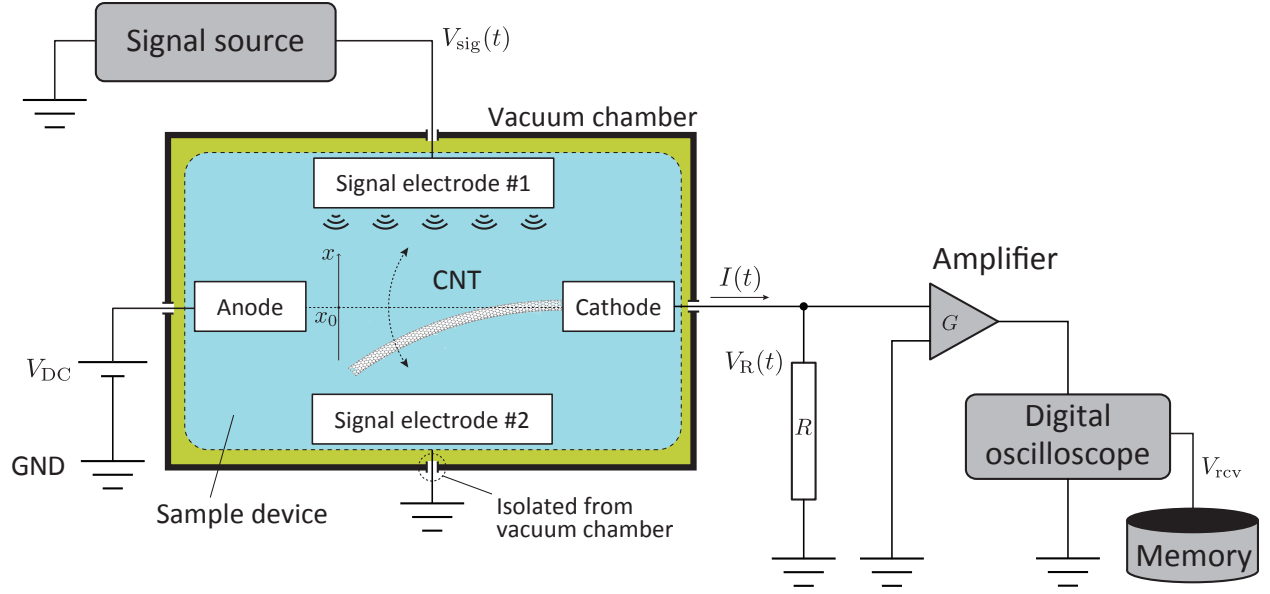 Signal source
V_sig(t)
Vacuum chamber
Signal electrode #1
x
CNT
Amplifier
Anode
x_0
Cathode
I(t)
G
V_DC
V_R(t)
Signal electrode #2
R
Digital
oscilloscope
GND
V_rcv
Sample device
Isolated from
vacuum chamber
Memory